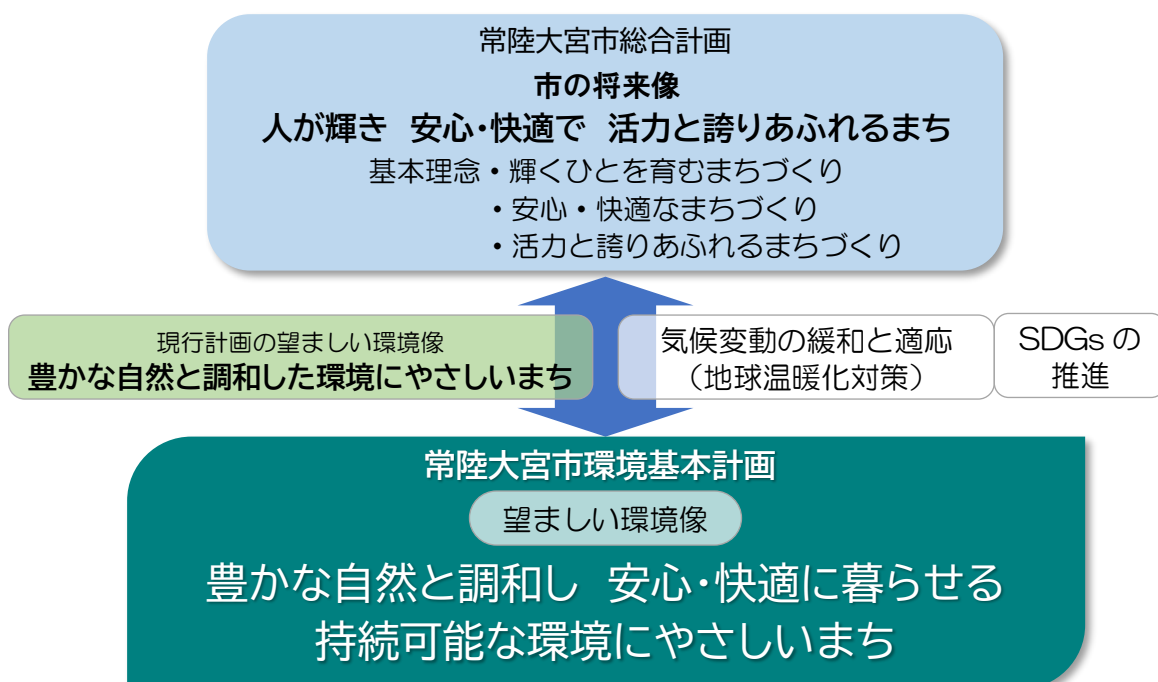 常陸大宮市総合計画
市の将来像
人が輝き 安心・快適で 活力と誇りあふれるまち
基本理念・輝くひとを育むまちづくり
・安心・快適なまちづくり
・活力と誇りあふれるまちづくり
現行計画の望ましい環境像
豊かな自然と調和した環境にやさしいまち
気候変動の緩和と適応
（地球温暖化対策）
SDGs の
推進
常陸大宮市環境基本計画
望ましい環境像
豊かな自然と調和し 安心・快適に暮らせる
持続可能な環境にやさしいまち